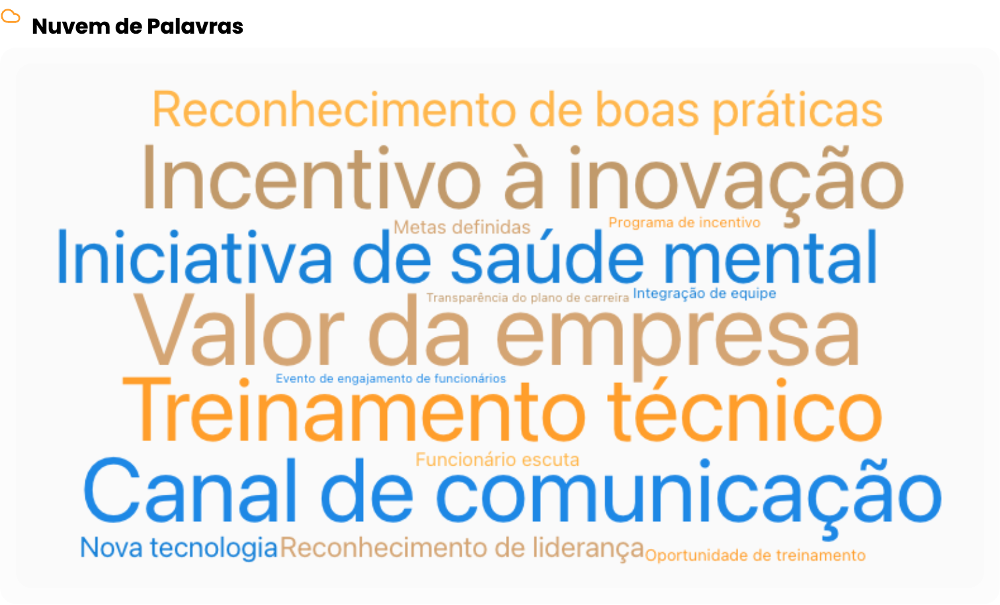 Nuvem de Palavras
Reconhecimento de boas práticas
Incentivo à inovação
Metas definidas
Programa de incentivo
Iniciativa de saúde mental
Transparência do plano de carreira
Integração de equipe
Valor da empresa
Evento de engajamento de funcionários
Treinamento técnico
Funcionário escuta
Canal de comunicação
Nova tecnologia
Reconhecimento de liderança
Oportunidade de treinamento